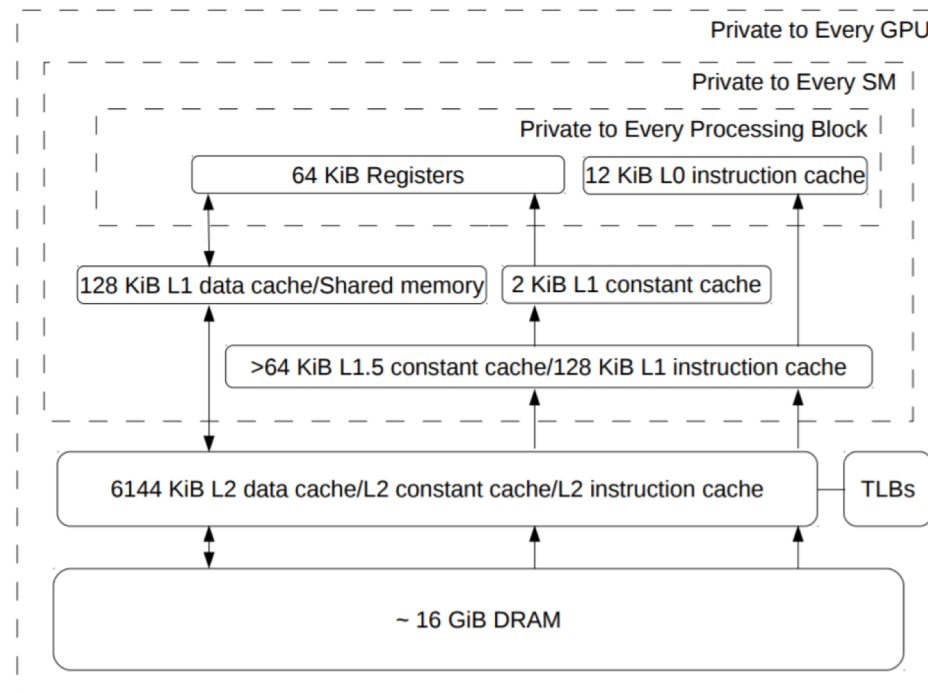 Private to Every GPU
Private to Every SM
Private to Every Processing Block
64 KiB Registers
12 KiB L0 instruction cache
128 KiB L1 data cache/Shared memory
2 KiB L1 constant cache
>64 KiB L1.5 constant cache/128 KiB L1 instruction cache
6144 KiB L2 data cache/L2 constant cache/L2 instruction cache
TLBs
~ 16 GiB DRAM